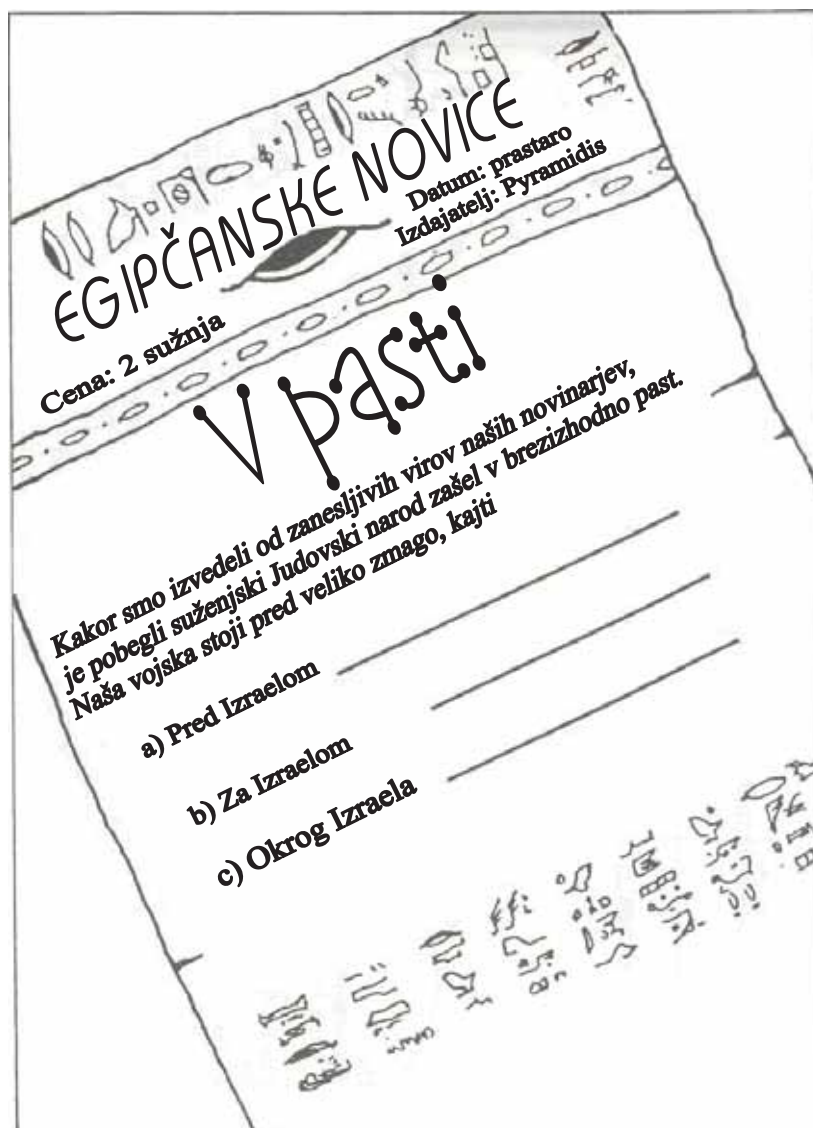 EGIPČANSKE NOVICE
Datum: prastaro
Izdajatelj: Pyramidis
Cena: 2 sužnja
V pasti
Kakor smo izvedeli od zanesljivih virov naših novinarjev,
je pobegli suženjski Judovski narod zašel v brezizhodno past.
Naša vojska stoji pred veliko zmago, kajti
a) Pred Izraelom
b) Za Izraelom
c) Okrog Izraela